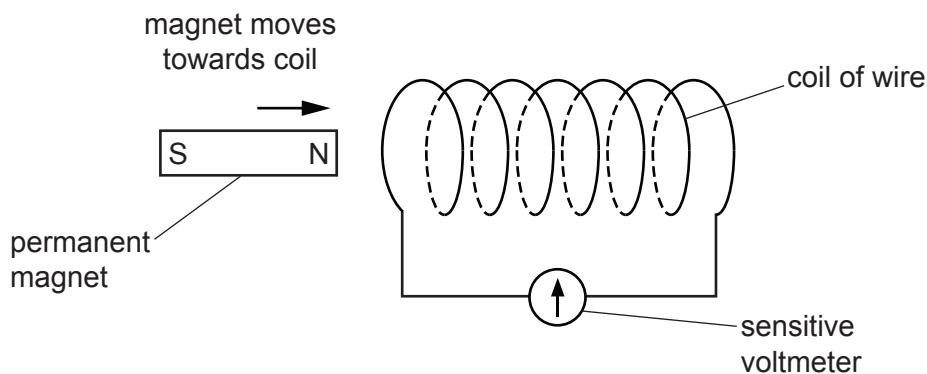 magnet moves
towards coil
coil of wire
S N
permanent
magnet
sensitive
voltmeter